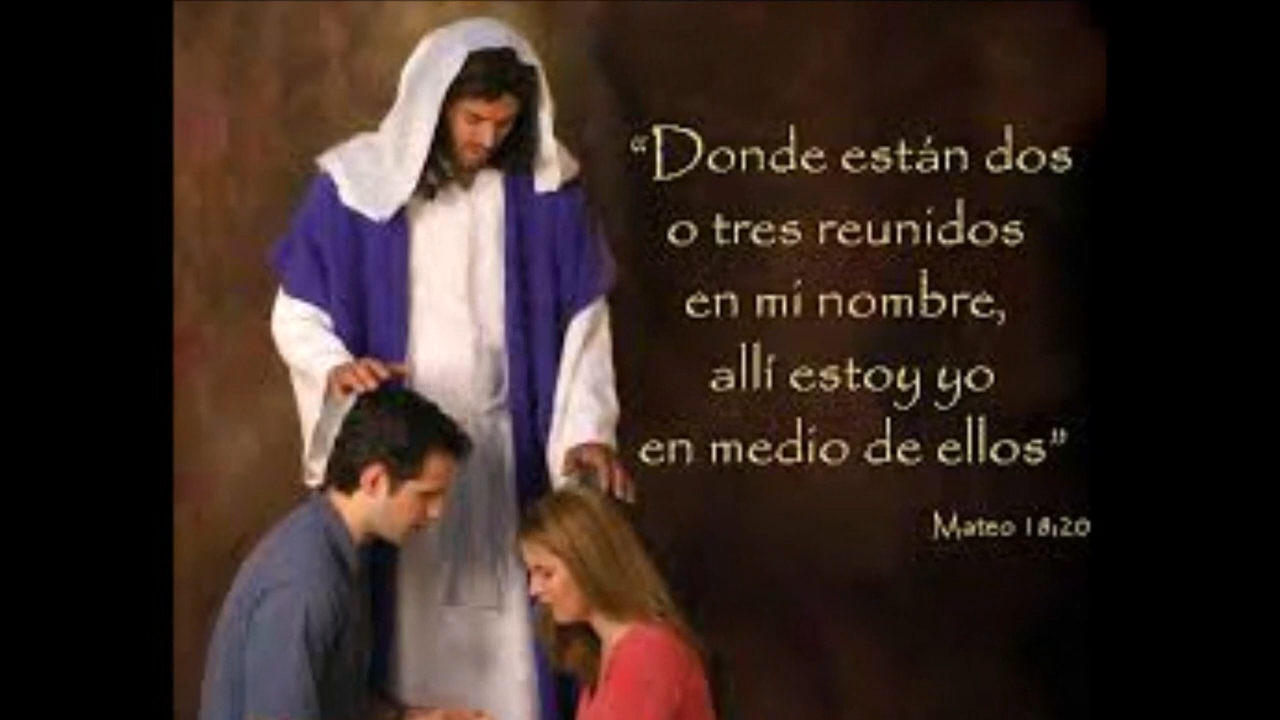 “Donde están dos
o tres reunidos
en mi nombre,
allí estoy yo
en medio de ellos”
Mateo 18:20